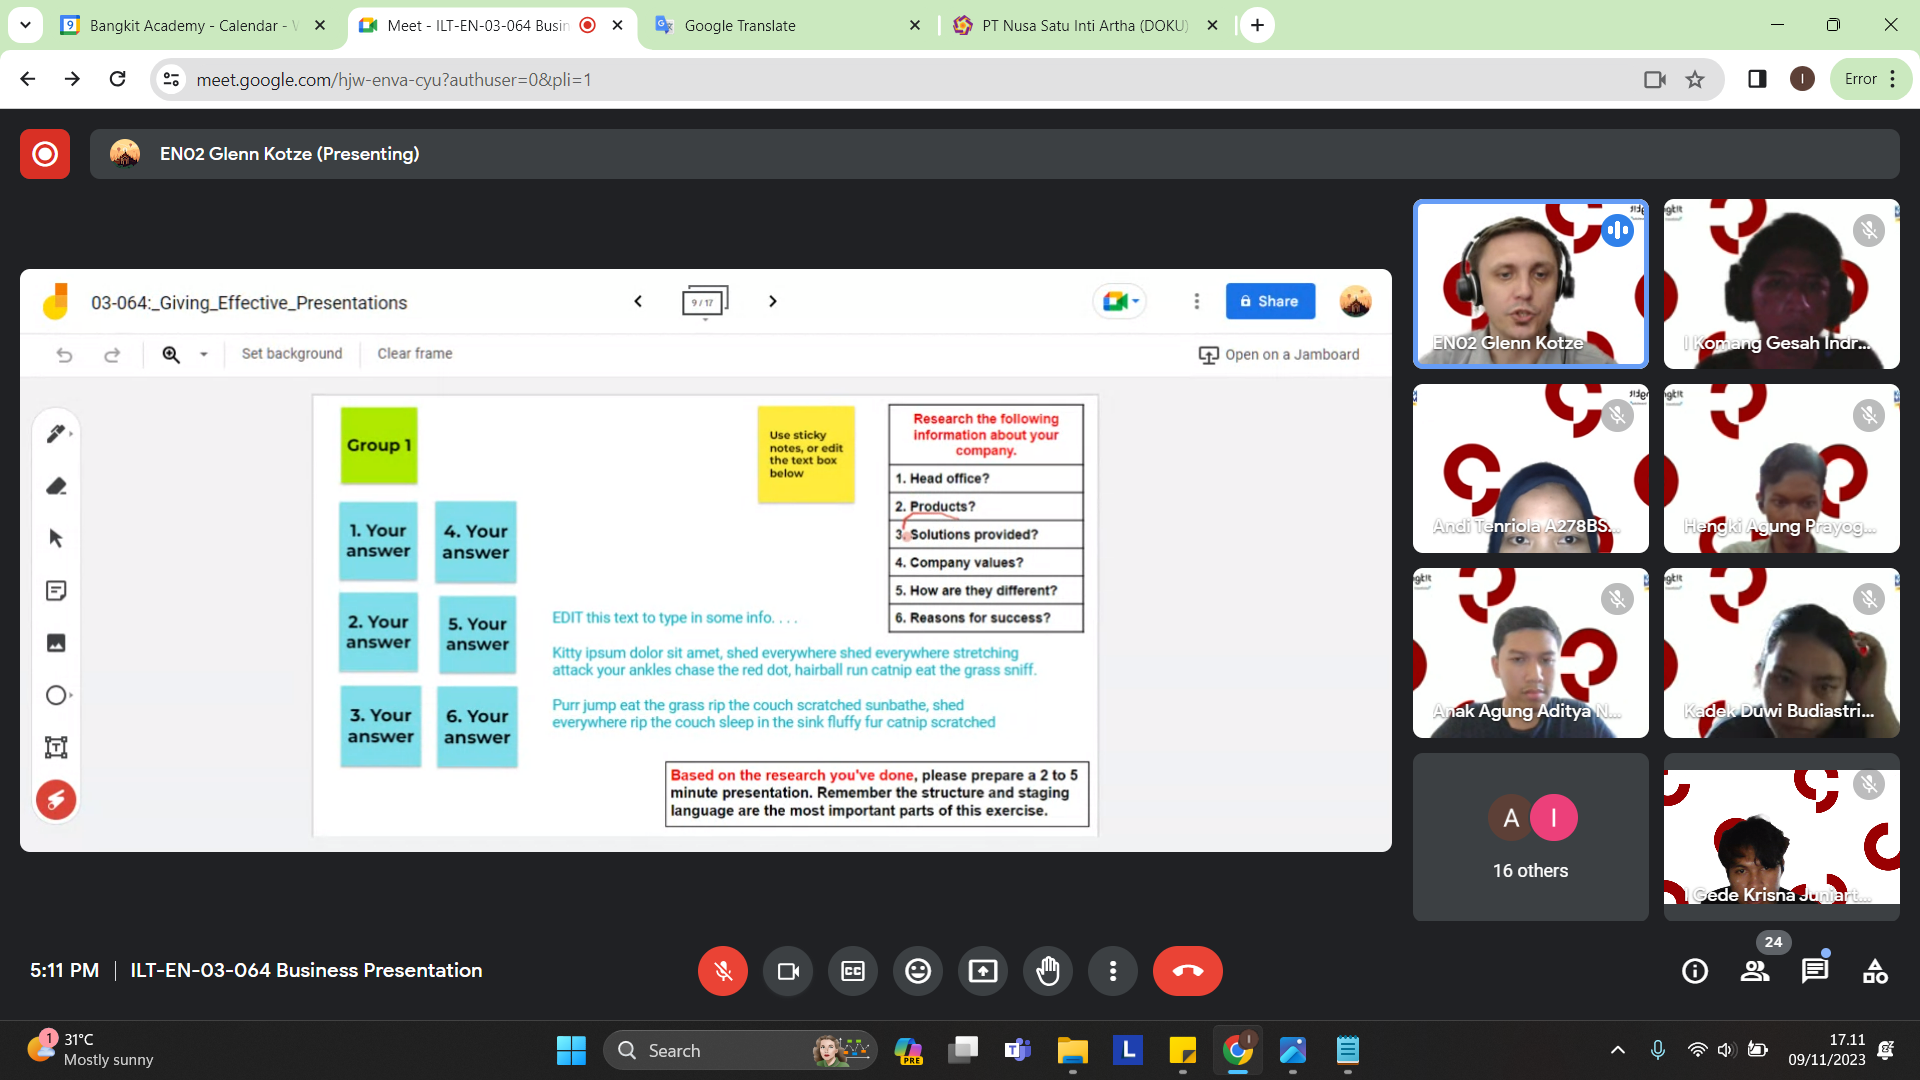 Bangkit Academy - Calendar - W
Meet - ILT-EN-03-064 Busin
Google Translate
PT Nusa Satu Inti Artha (DOKU)
meet.google.com/hjw-enva-cyu?authuser=0&pli=1
I
Error
EN02 Glenn Kotze (Presenting)
03-064:_Giving_Effective_Presentations
9 / 17
Share
Set background
Clear frame
Open on a Jamboard
Group 1
Use sticky
notes, or edit
the text box
below
Research the following
information about your
company.
1. Head office?
2. Products?
3. Solutions provided?
4. Company values?
5. How are they different?
6. Reasons for success?
1. Your
answer
4. Your
answer
2. Your
answer
5. Your
answer
3. Your
answer
6. Your
answer
EDIT this text to type in some info. . . .
Kitty ipsum dolor sit amet, shed everywhere shed everywhere stretching
attack your ankles chase the red dot, hairball run catnip eat the grass sniff.
Purr jump eat the grass rip the couch scratched sunbathe, shed
everywhere rip the couch sleep in the sink fluffy fur catnip scratched
Based on the research you've done, please prepare a 2 to 5
minute presentation. Remember the structure and staging
language are the most important parts of this exercise.
EN02 Glenn Kotze
I Komang Gesah Indr...
Andi Tenriola A278BS...
Hengki Agung Prayog...
Anak Agung Aditya N...
Kadek Duwi Budiastri...
A
I
16 others
I Gede Krisna Juniart...
5:11 PM
ILT-EN-03-064 Business Presentation
24
1
31°C
Mostly sunny
Search
PRE
L
17.11
09/11/2023